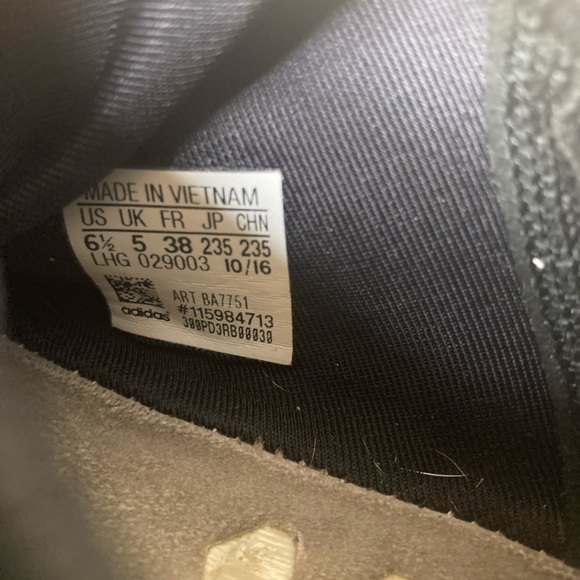 MADE IN VIETNAM
US UK FR JP CHN
6½ 5 38 235 235
LHG 029003 10/16
ART BA7751
#115984713
adidas 300PD3RB00030